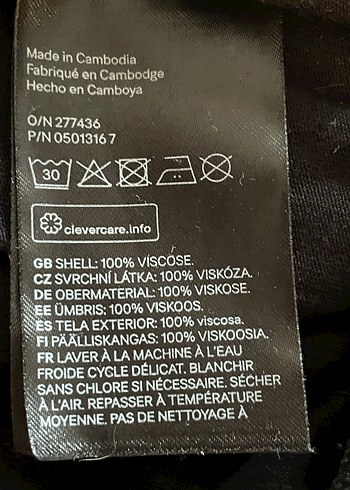 Made in Cambodia
Fabriqué en Cambodge
Hecho en Camboya
O/N 277436
P/N 0501316 7
30
clevercare.info
GB SHELL: 100% VISCOSE.
CZ SVRCHNÍ LÁTKA: 100% VISKÓZA.
DE OBERMATERIAL: 100% VISKOSE.
EE ÜMBRIS: 100% VISKOOS.
ES TELA EXTERIOR: 100% viscosa.
FI PÄÄLLISKANGAS: 100% VISKOOSIA.
FR LAVER À LA MACHINE À L'EAU
FROIDE CYCLE DÉLICAT. BLANCHIR
SANS CHLORE SI NÉCESSAIRE. SÉCHER
À L'AIR. REPASSER À TEMPÉRATURE
MOYENNE. PAS DE NETTOYAGE À